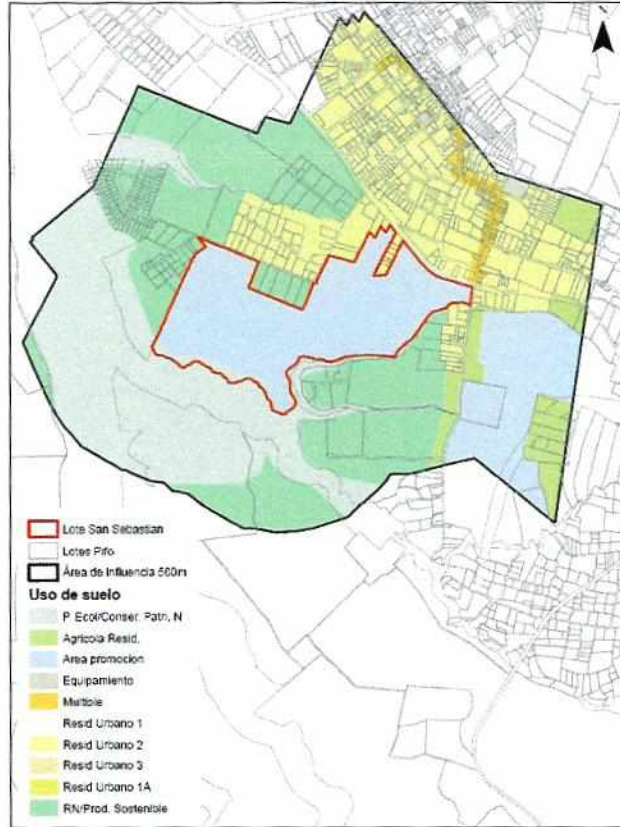 Lote San Sebastian
Lotes Pifo
Área de Influencia 500m
Uso de suelo
P. Ecol/Conser. Patri, N
Agricola Resid.
Area promocion
Equipamiento
Multiple
Resid Urbano 1
Resid Urbano 2
Resid Urbano 3
Resid Urbano 1A
RN/Prod. Sostenible